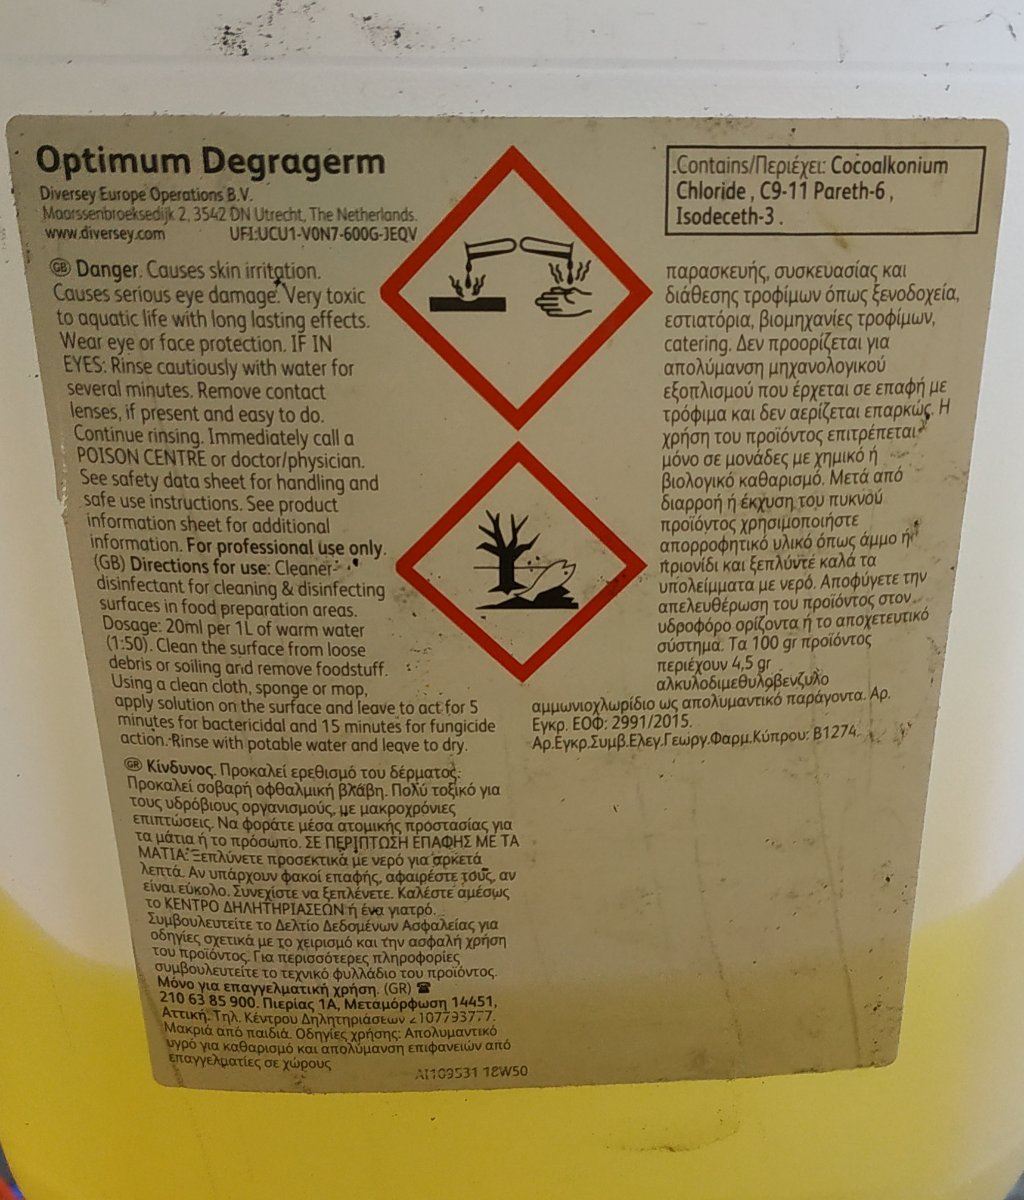 Optimum Degragerm
Diversey Europe Operations B.V.
Maarssenbroeksedijk 2, 3542 DN Utrecht, The Netherlands.
www.diversey.com UFI:UCU1-V0N7-600G-JEQV
GB Danger. Causes skin irritation.
Causes serious eye damage. Very toxic
to aquatic life with long lasting effects.
Wear eye or face protection. IF IN
EYES: Rinse cautiously with water for
several minutes. Remove contact
lenses, if present and easy to do.
Continue rinsing. Immediately call a
POISON CENTRE or doctor/physician.
See safety data sheet for handling and
safe use instructions. See product
information sheet for additional
information. For professional use only.
(GB) Directions for use: Cleaner-
disinfectant for cleaning & disinfecting
surfaces in food preparation areas.
Dosage: 20ml per 1L of warm water
(1:50). Clean the surface from loose
debris or soiling and remove foodstuff.
Using a clean cloth, sponge or mop,
apply solution on the surface and leave to act for 5
minutes for bactericidal and 15 minutes for fungicide
action. Rinse with potable water and leave to dry.
GR Κίνδυνος. Προκαλεί ερεθισμό του δέρματος.
Προκαλεί σοβαρή οφθαλμική βλάβη. Πολύ τοξικό για
τους υδρόβιους οργανισμούς, με μακροχρόνιες
επιπτώσεις. Να φοράτε μέσα ατομικής προστασίας για
τα μάτια ή το πρόσωπο. ΣΕ ΠΕΡΙΠΤΩΣΗ ΕΠΑΦΗΣ ΜΕ ΤΑ
ΜΑΤΙΑ: Ξεπλύνετε προσεκτικά με νερό για αρκετά
λεπτά. Αν υπάρχουν φακοί επαφής, αφαιρέστε τους, αν
είναι εύκολο. Συνεχίστε να ξεπλένετε. Καλέστε αμέσως
το ΚΕΝΤΡΟ ΔΗΛΗΤΗΡΙΑΣΕΩΝ ή ένα γιατρό.
Συμβουλευτείτε το Δελτίο Δεδομένων Ασφαλείας για
οδηγίες σχετικά με το χειρισμό και την ασφαλή χρήση
του προϊόντος. Για περισσότερες πληροφορίες
συμβουλευτείτε το τεχνικό φυλλάδιο του προϊόντος.
Μόνο για επαγγελματική χρήση. (GR) ☎
210 63 85 900. Πιερίας 1Α, Μεταμόρφωση 14451,
Αττική. Τηλ. Κέντρου Δηλητηριάσεων 2107793777.
Μακριά από παιδιά. Οδηγίες χρήσης: Απολυμαντικό
υγρό για καθαρισμό και απολύμανση επιφανειών από
επαγγελματίες σε χώρους
AI109531 18W50
Contains/Περιέχει: Cocoalkonium
Chloride , C9-11 Pareth-6 ,
Isodeceth-3 .
παρασκευής, συσκευασίας και
διάθεσης τροφίμων όπως ξενοδοχεία,
εστιατόρια, βιομηχανίες τροφίμων,
catering. Δεν προορίζεται για
απολύμανση μηχανολογικού
εξοπλισμού που έρχεται σε επαφή με
τρόφιμα και δεν αερίζεται επαρκώς. Η
χρήση του προϊόντος επιτρέπεται
μόνο σε μονάδες με χημικό ή
βιολογικό καθαρισμό. Μετά από
διαρροή ή έκχυση του πυκνού
προϊόντος χρησιμοποιήστε
απορροφητικό υλικό όπως άμμο ή
πριονίδι και ξεπλύντε καλά τα
υπολείμματα με νερό. Αποφύγετε την
απελευθέρωση του προϊόντος στον
υδροφόρο ορίζοντα ή το αποχετευτικό
σύστημα. Τα 100 gr προϊόντος
περιέχουν 4,5 gr
αλκυλοδιμεθυλοβενζυλο
αμμωνιοχλωρίδιο ως απολυμαντικό παράγοντα. Αρ.
Εγκρ. ΕΟΦ: 2991/2015.
Αρ.Εγκρ.Συμβ.Ελεγ.Γεωργ.Φαρμ.Κύπρου: Β1274.